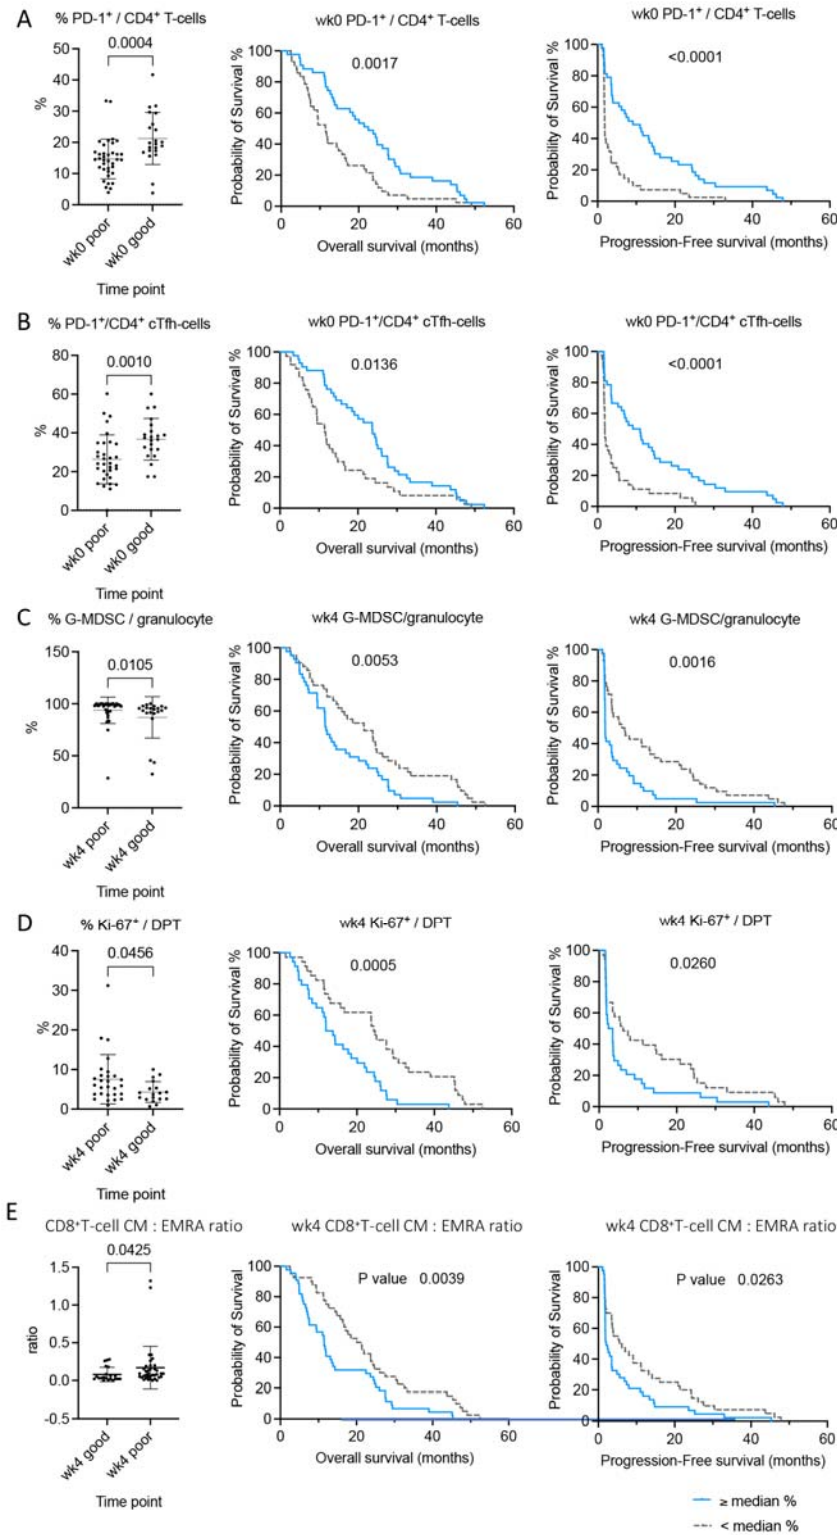 A
% PD-1⁺ / CD4⁺ T-cells
0.0004
%
50
40
30
20
10
0
wk0 poor
wk0 good
Time point
wk0 PD-1⁺ / CD4⁺ T-cells
0.0017
Probability of Survival %
100
80
60
40
20
0
0 20 40 60
Overall survival (months)
wk0 PD-1⁺ / CD4⁺ T-cells
<0.0001
Probability of Survival %
100
80
60
40
20
0
0 20 40 60
Progression-Free survival (months)
B
% PD-1⁺/CD4⁺ cTfh-cells
0.0010
%
80
60
40
20
0
wk0 poor
wk0 good
Time point
wk0 PD-1⁺/CD4⁺ cTfh-cells
0.0136
Probability of Survival %
100
80
60
40
20
0
0 20 40 60
Overall survival (months)
wk0 PD-1⁺/CD4⁺ cTfh-cells
<0.0001
Probability of Survival %
100
80
60
40
20
0
0 20 40 60
Progression-Free survival (months)
C
% G-MDSC / granulocyte
0.0105
%
150
100
50
0
wk4 poor
wk4 good
Time point
wk4 G-MDSC/granulocyte
0.0053
Probability of Survival %
100
80
60
40
20
0
0 20 40 60
Overall survival (months)
wk4 G-MDSC/granulocyte
0.0016
Probability of Survival %
100
80
60
40
20
0
0 20 40 60
Progression-Free survival (months)
D
% Ki-67⁺ / DPT
0.0456
%
40
30
20
10
0
wk4 poor
wk4 good
Time point
wk4 Ki-67⁺ / DPT
0.0005
Probability of Survival %
100
80
60
40
20
0
0 20 40 60
Overall survival (months)
wk4 Ki-67⁺ / DPT
0.0260
Probability of Survival %
100
80
60
40
20
0
0 20 40 60
Progression-Free survival (months)
E
CD8⁺T-cell CM : EMRA ratio
0.0425
ratio
1.5
1.0
0.5
0.0
-0.5
wk4 good
wk4 poor
Time point
wk4 CD8⁺T-cell CM : EMRA ratio
P value 0.0039
Probability of Survival
100
80
60
40
20
0
0 20 40 60
Overall survival (months)
wk4 CD8⁺T-cell CM : EMRA ratio
P value 0.0263
Probability of Survival
100
80
60
40
20
0
0 20 40 60
Progression-Free survival (months)
≥ median %
< median %